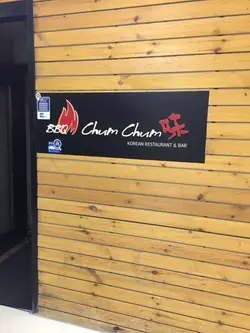 BBQ Chum Chum 味
KOREAN RESTAURANT & BAR